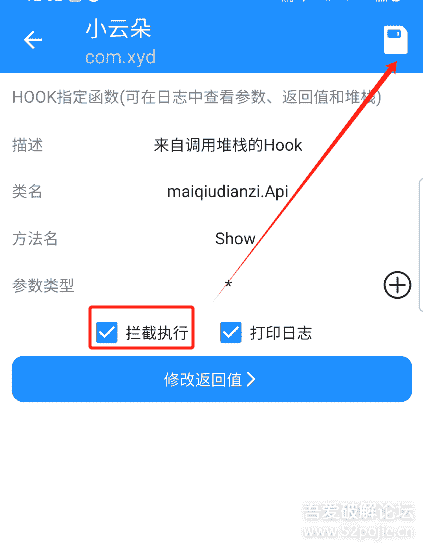 小云朵
com.xyd
HOOK指定函数(可在日志中查看参数、返回值和堆栈)
描述 来自调用堆栈的Hook
类名 maiqiudianzi.Api
方法名 Show
参数类型 *
拦截执行 打印日志
修改返回值
吾爱破解论坛
www.52pojie.cn